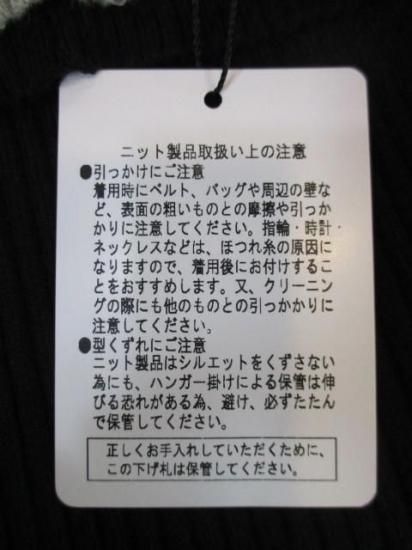 ニット製品取扱い上の注意
●引っかけにご注意
着用時にベルト、バッグや周辺の壁な
ど、表面の粗いものとの摩擦や引っか
かりに注意してください。指輪・時計・
ネックレスなどは、ほつれ糸の原因に
なりますので、着用後にお付けするこ
とをおすすめします。又、クリーニン
グの際にも他のものとの引っかかりに
注意してください。
●型くずれにご注意
ニット製品はシルエットをくずさない
為にも、ハンガー掛けによる保管は伸
びる恐れがある為、避け、必ずたたん
で保管してください。
正しくお手入れしていただくために、
この下げ札は保管してください。